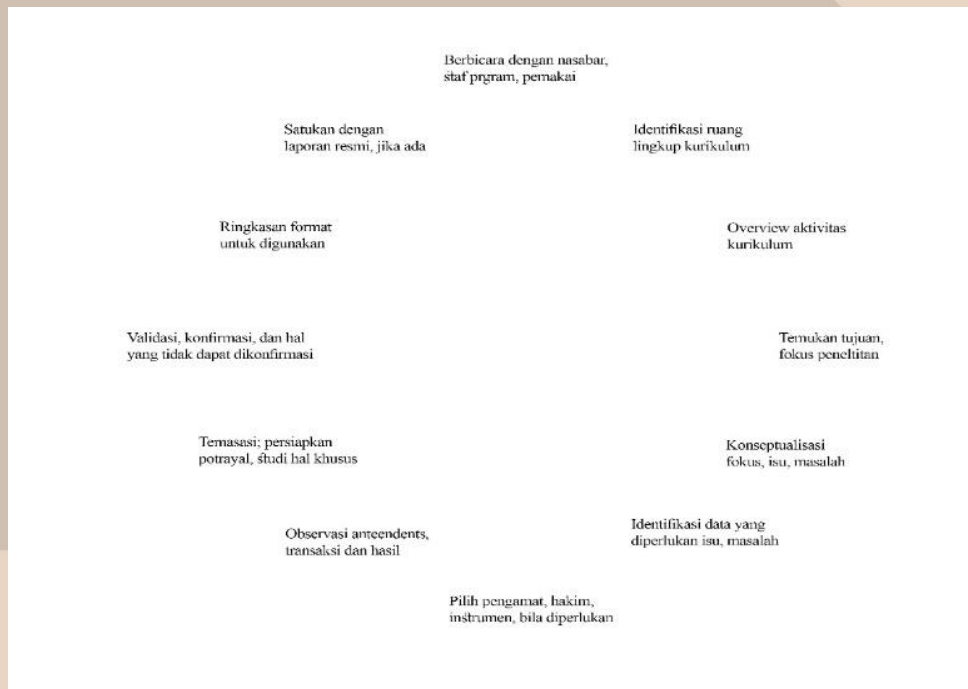 Berbicara dengan nasabar,
staf prgram, pemakai
Satukan dengan
laporan resmi, jika ada
Identifikasi ruang
lingkup kurikulum
Ringkasan format
untuk digunakan
Overview aktivitas
kurikulum
Validasi, konfirmasi, dan hal
yang tidak dapat dikonfirmasi
Temukan tujuan,
fokus peneltitan
Temasasi; persiapkan
potrayal, studi hal khusus
Konseptualisasi
fokus, isu, masalah
Observasi anteendents,
transaksi dan hasil
Identifikasi data yang
diperlukan isu, masalah
Pilih pengamat, hakim,
instrumen, bila diperlukan